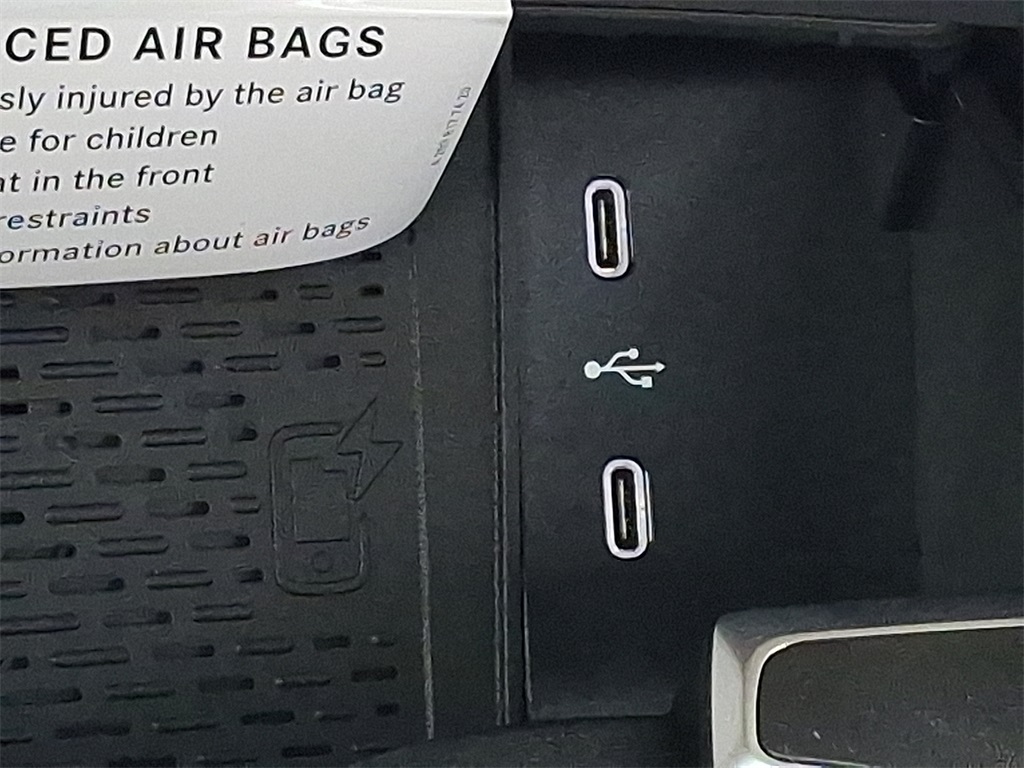 CED AIR BAGS
sly injured by the air bag
e for children
at in the front
restraints
ormation about air bags